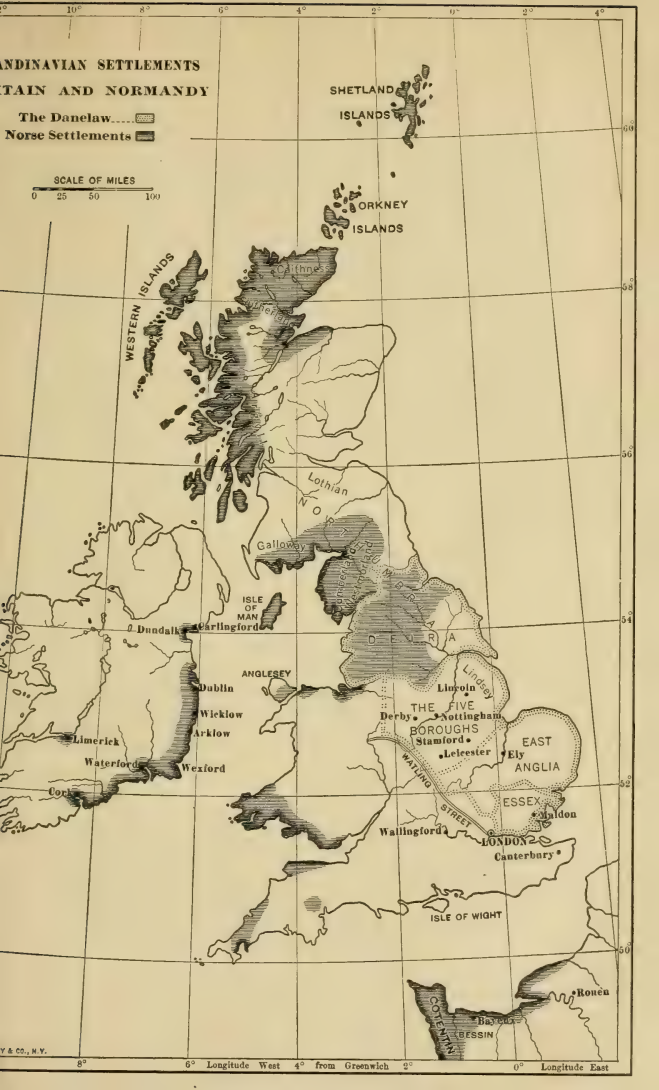 10° 8° 6° 4° 2° 0° 2° 4°
ANDINAVIAN SETTLEMENTS
TAIN AND NORMANDY
The Danelaw
Norse Settlements
SCALE OF MILES
0 25 50 100
SHETLAND
ISLANDS
60
ORKNEY
ISLANDS
WESTERN ISLANDS
Caithness
58
56
Lothian
Galloway
ISLE
OF
MAN
54
Dundalk
Carlingford
DEIRA
ANGLESEY
Lindsey
Lincoln
Dublin
THE FIVE
BOROUGHS
Derby
Nottingham
Wicklow
Arklow
Stamford
Leicester
Ely
EAST
ANGLIA
Limerick
Waterford
Wexford
WATLING
STREET
52
Cork
ESSEX
Maldon
Wallingford
LONDON
Canterbury
ISLE OF WIGHT
50
Rouen
COTENTIN
Bayeux
BESSIN
Y & CO., N.Y.
8° 6° Longitude West 4° from Greenwich 2° 0° Longitude East